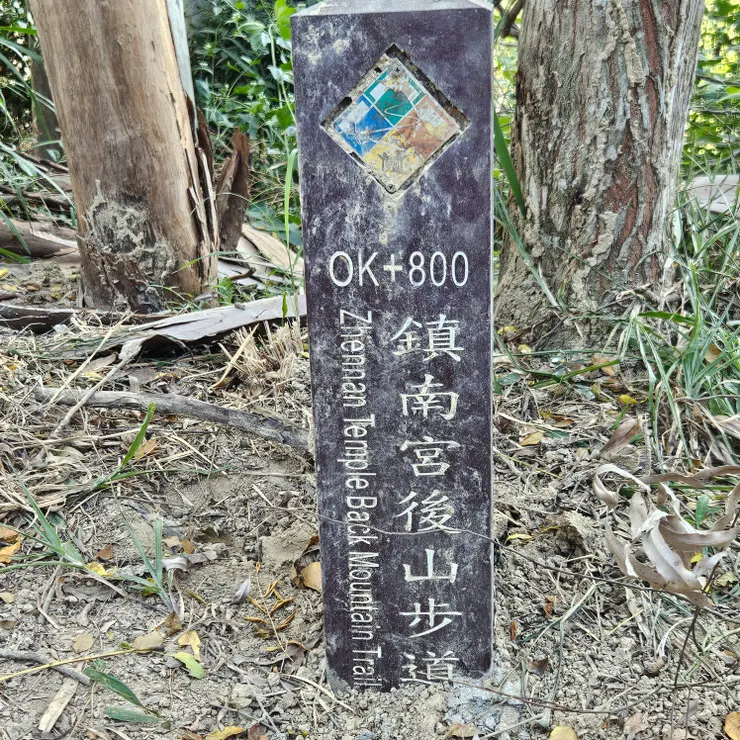 OK+800
鎮南宮後山步道
Zhennan Temple Back Mountain Trail